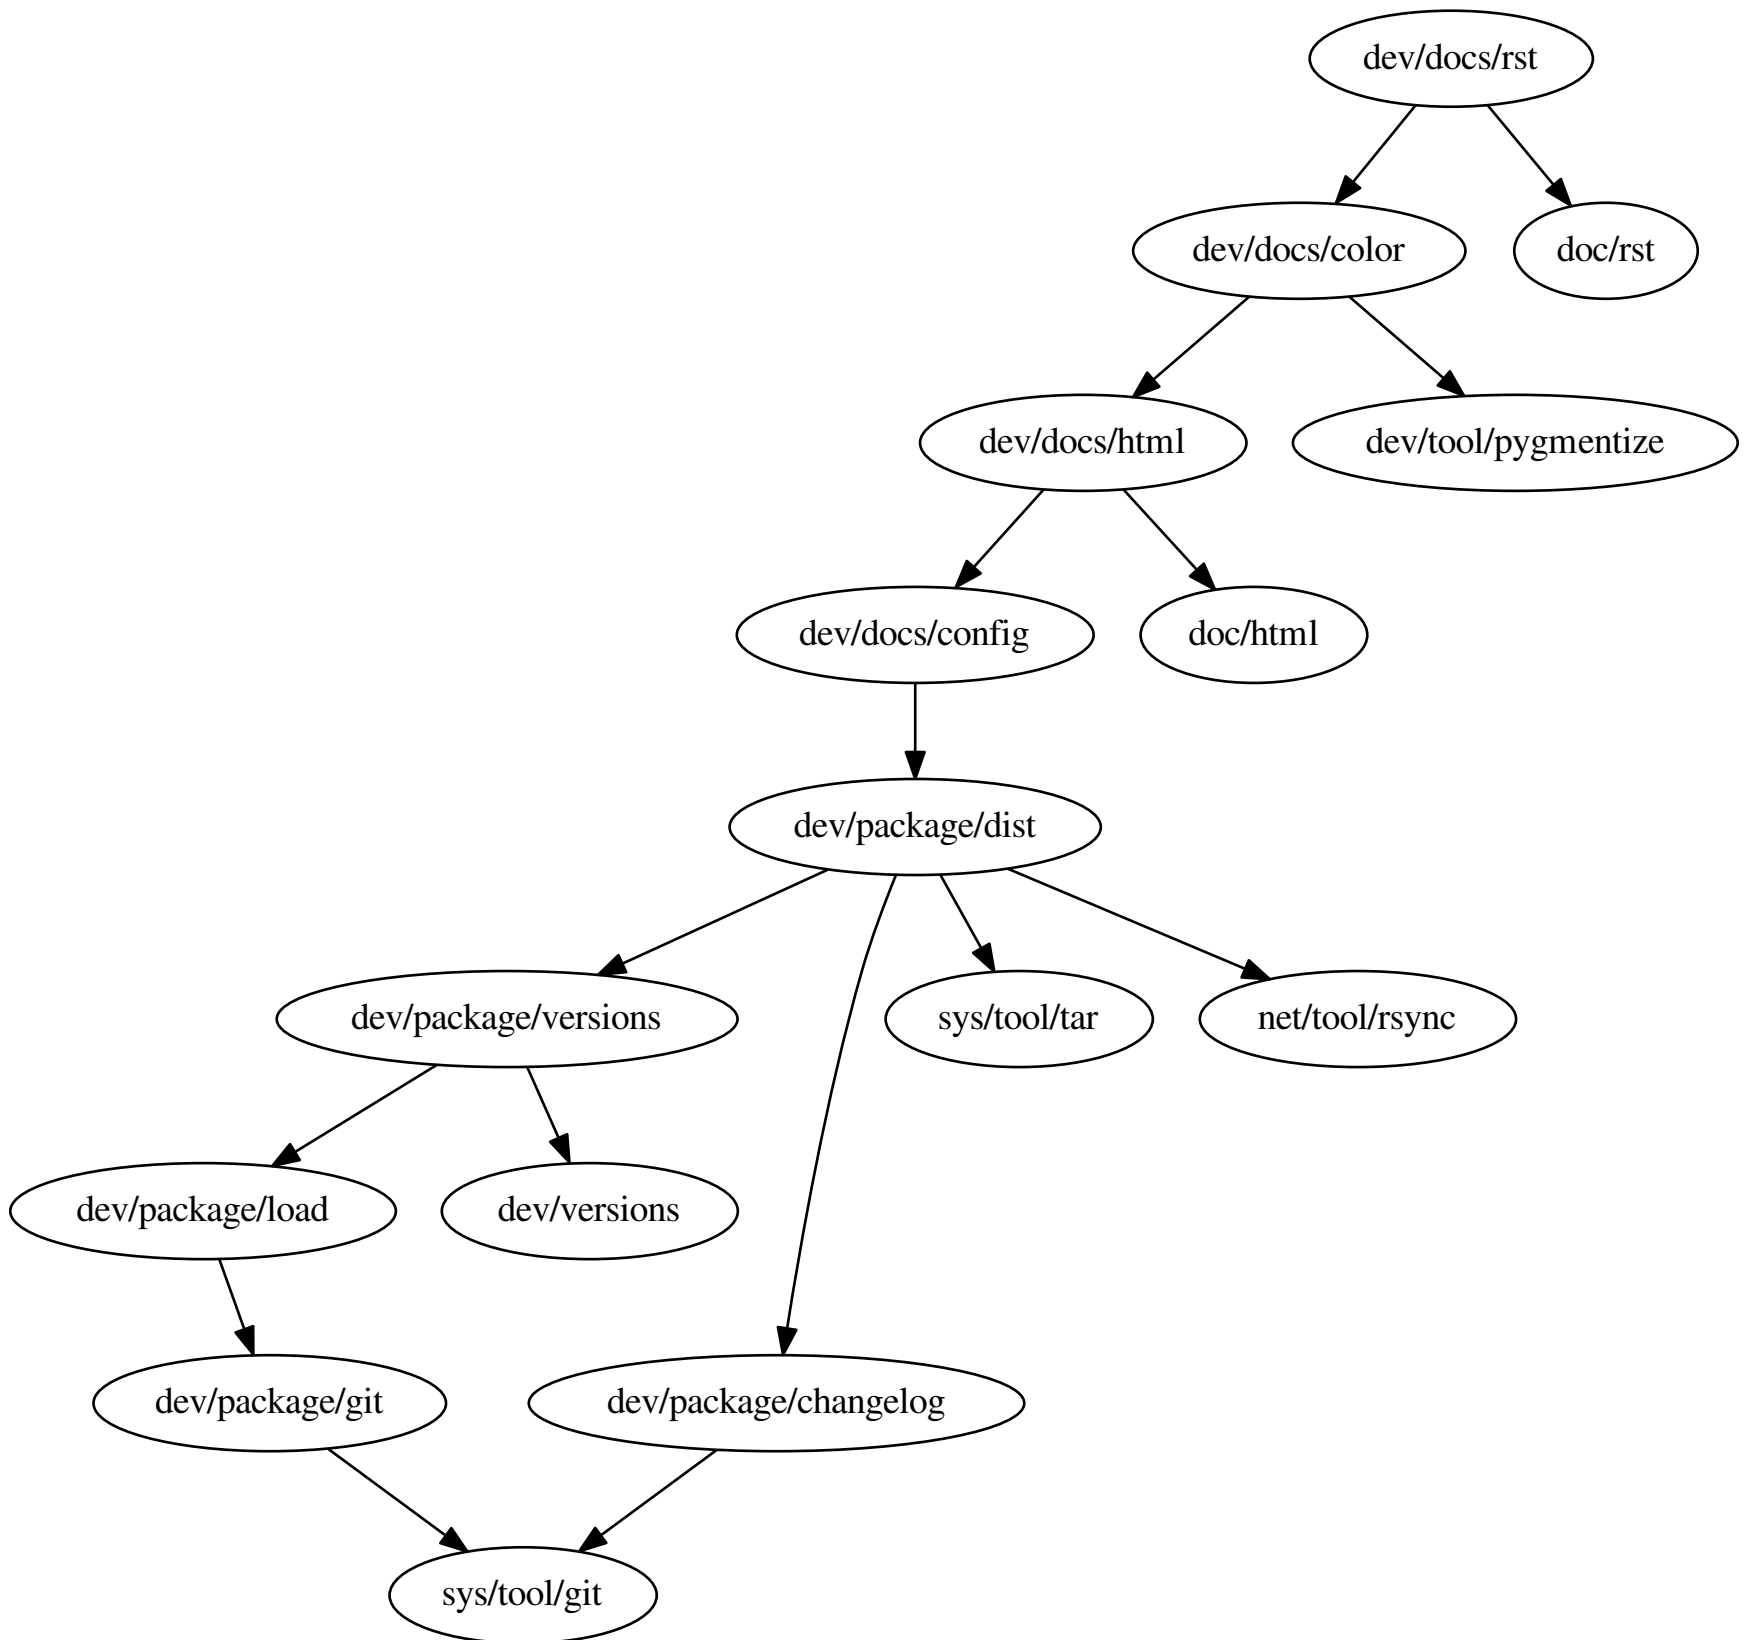 dev/docs/rst
dev/docs/color
doc/rst
dev/docs/html
dev/tool/pygmentize
dev/docs/config
doc/html
dev/package/dist
dev/package/versions
sys/tool/tar
net/tool/rsync
dev/package/load
dev/versions
dev/package/git
dev/package/changelog
sys/tool/git